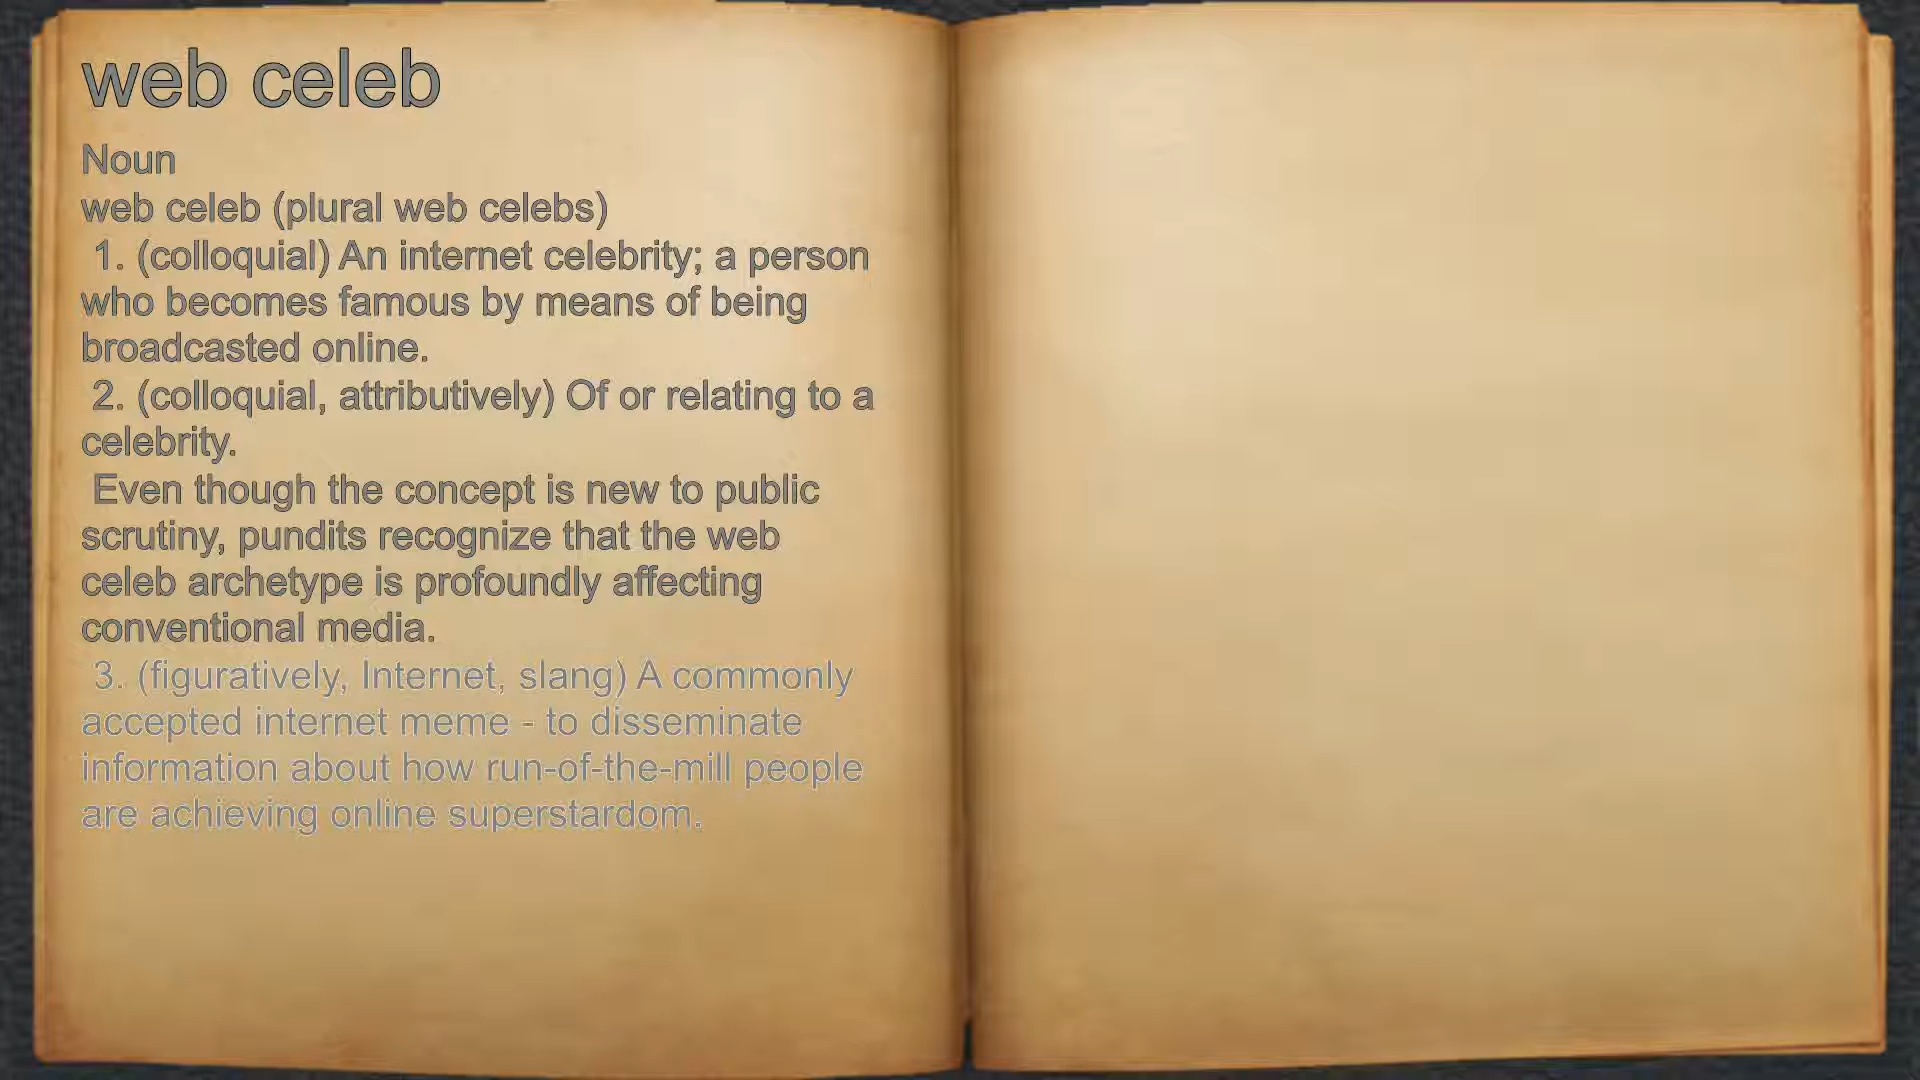 web celeb
Noun
web celeb (plural web celebs)
1. (colloquial) An internet celebrity; a person
who becomes famous by means of being
broadcasted online.
2. (colloquial, attributively) Of or relating to a
celebrity.
Even though the concept is new to public
scrutiny, pundits recognize that the web
celeb archetype is profoundly affecting
conventional media.
3. (figuratively, Internet, slang) A commonly
accepted internet meme - to disseminate
information about how run-of-the-mill people
are achieving online superstardom.